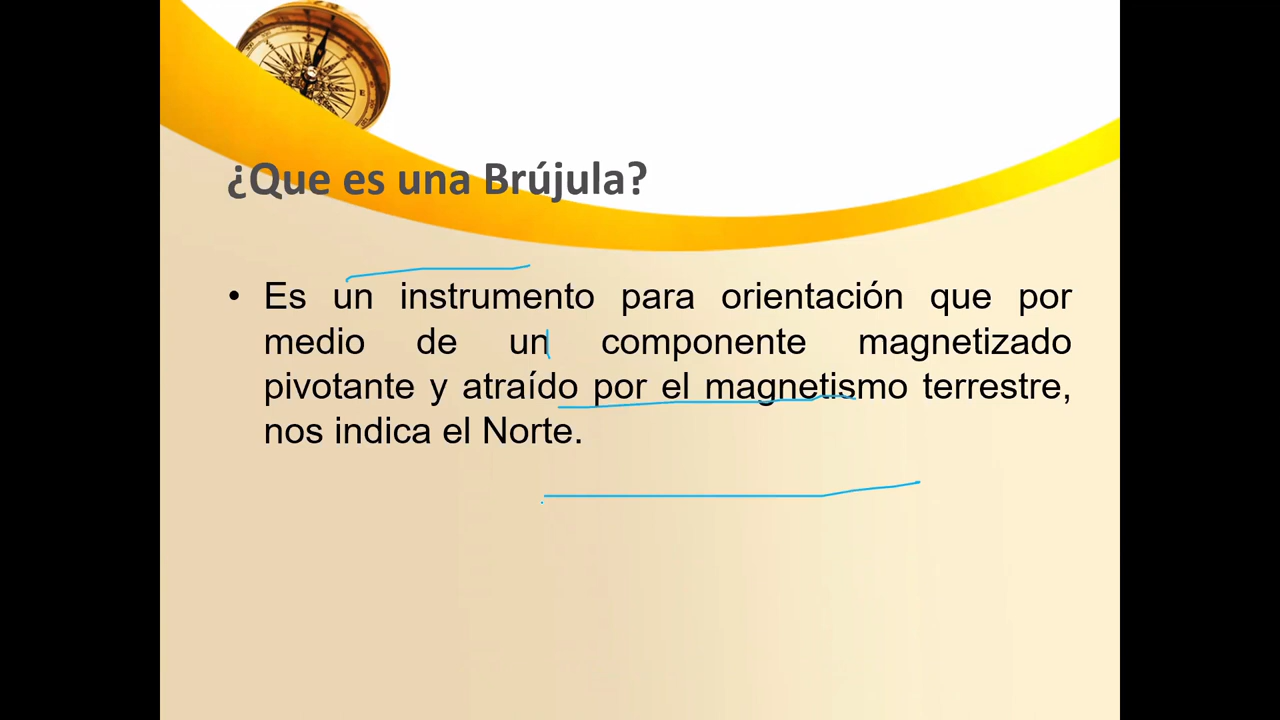 ¿Que es una Brújula?
• Es un instrumento para orientación que por
medio de un componente magnetizado
pivotante y atraído por el magnetismo terrestre,
nos indica el Norte.